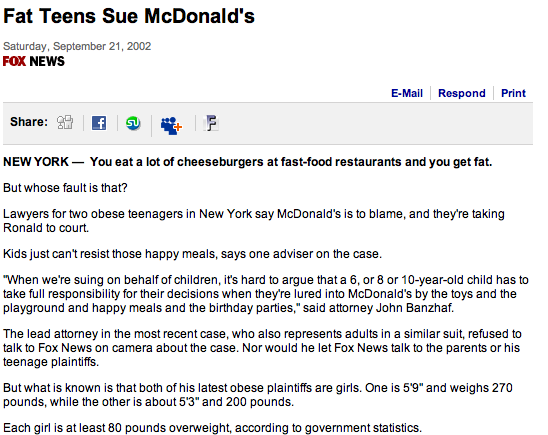 Fat Teens Sue McDonald's
Saturday, September 21, 2002
FOX NEWS
E-Mail Respond Print
Share:
NEW YORK — You eat a lot of cheeseburgers at fast-food restaurants and you get fat.
But whose fault is that?
Lawyers for two obese teenagers in New York say McDonald's is to blame, and they're taking
Ronald to court.
Kids just can't resist those happy meals, says one adviser on the case.
"When we're suing on behalf of children, it's hard to argue that a 6, or 8 or 10-year-old child has to
take full responsibility for their decisions when they're lured into McDonald's by the toys and the
playground and happy meals and the birthday parties," said attorney John Banzhaf.
The lead attorney in the most recent case, who also represents adults in a similar suit, refused to
talk to Fox News on camera about the case. Nor would he let Fox News talk to the parents or his
teenage plaintiffs.
But what is known is that both of his latest obese plaintiffs are girls. One is 5'9" and weighs 270
pounds, while the other is about 5'3" and 200 pounds.
Each girl is at least 80 pounds overweight, according to government statistics.